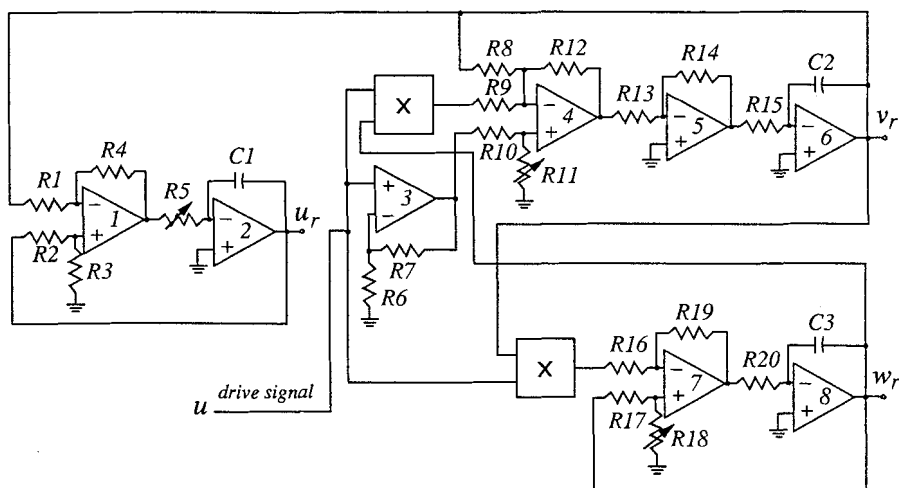 R8
R12
R14
C2
R9
R13
R15
v_r
X
−
4
+
−
5
+
−
6
+
R10
R11
R4
C1
R1
R5
u_r
−
1
+
−
2
+
+
3
−
R2
R3
R7
R6
R19
C3
R16
R20
w_r
X
−
7
+
−
8
+
u
drive signal
R17
R18